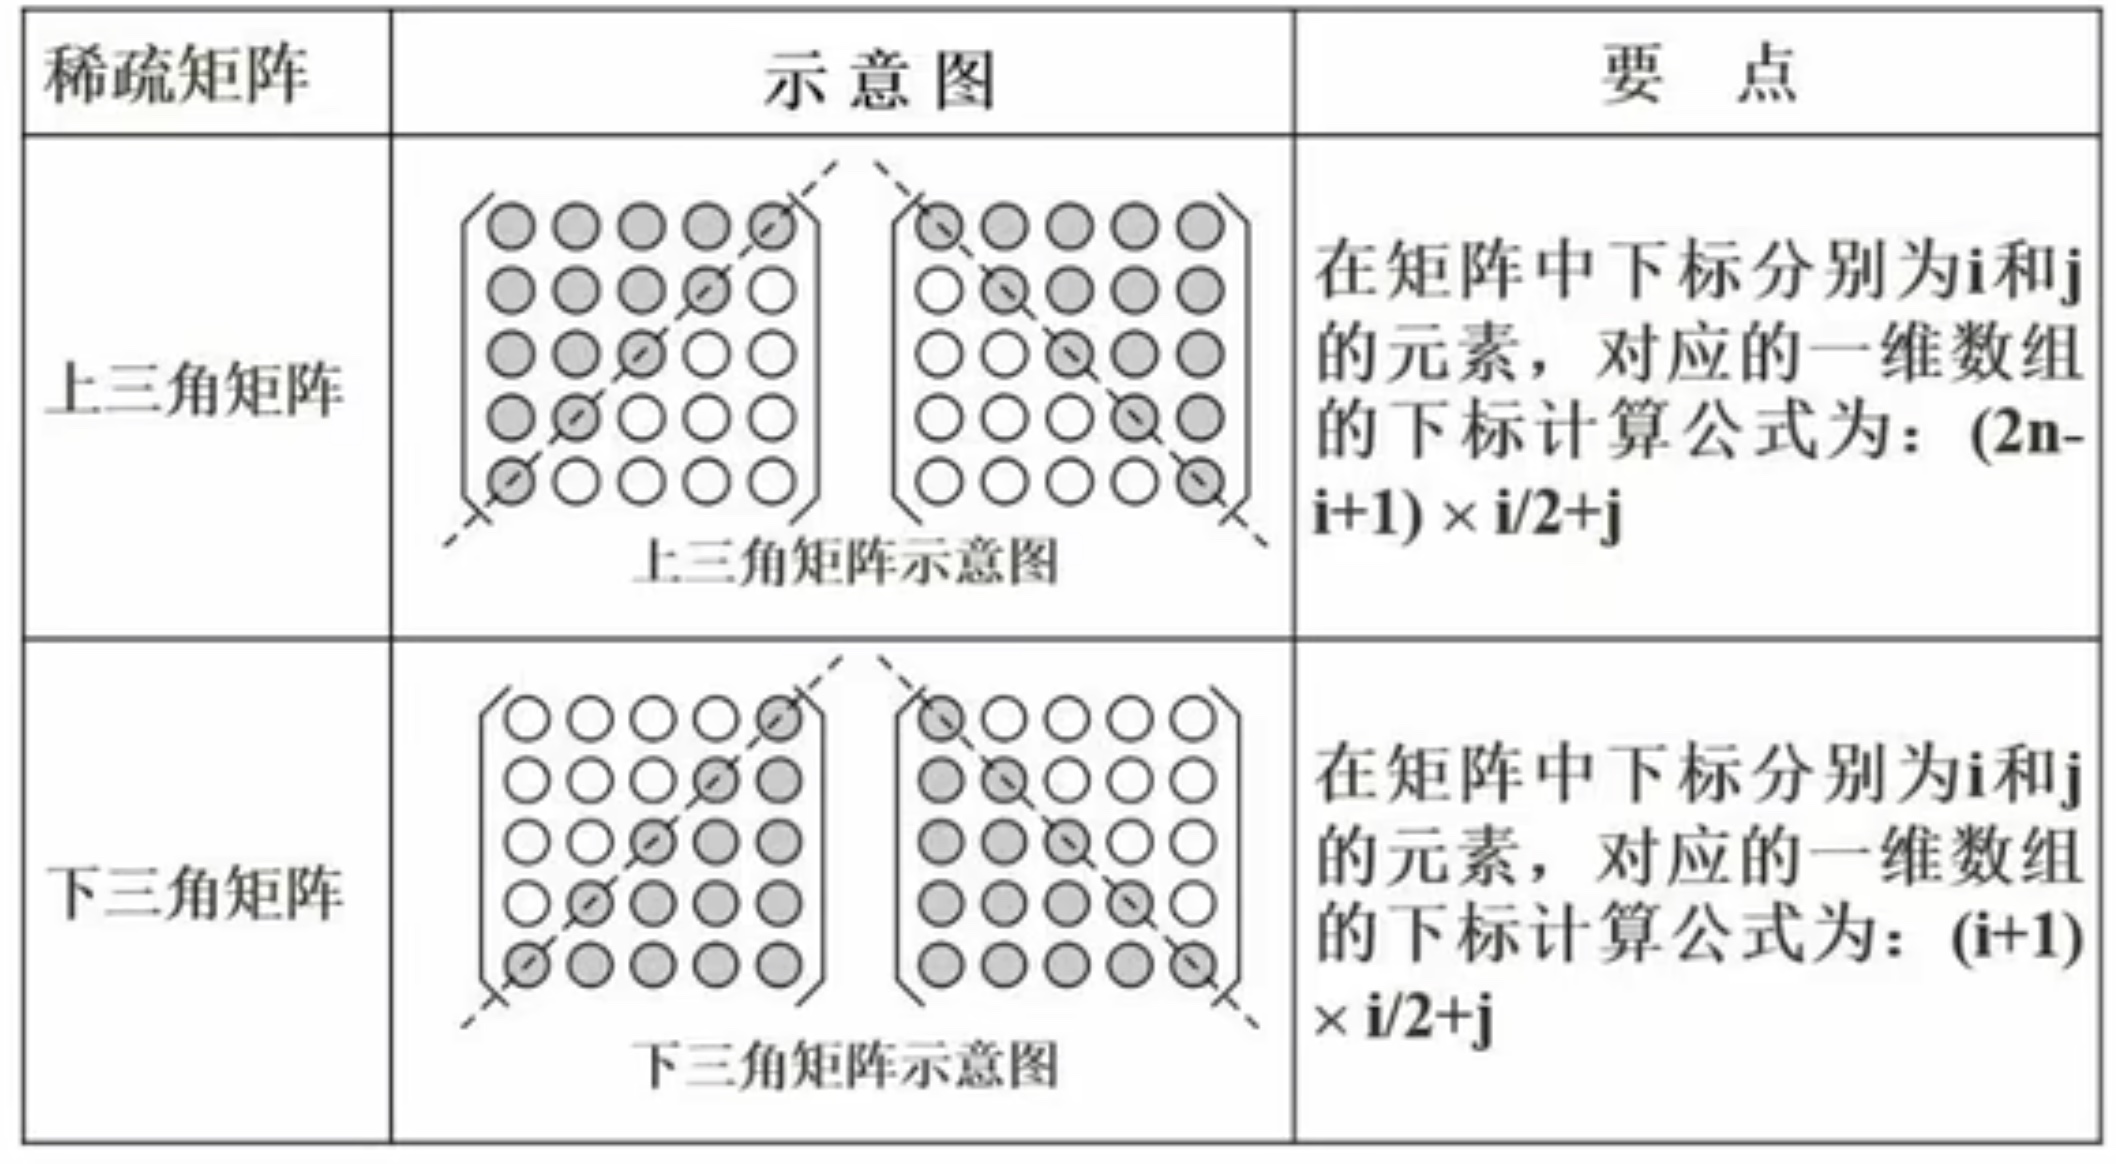 稀疏矩阵
示意图
要 点
上三角矩阵
上三角矩阵示意图
在矩阵中下标分别为i和j
的元素，对应的一维数组
的下标计算公式为：(2n-
i+1) × i/2+j
下三角矩阵
下三角矩阵示意图
在矩阵中下标分别为i和j
的元素，对应的一维数组
的下标计算公式为：(i+1)
× i/2+j